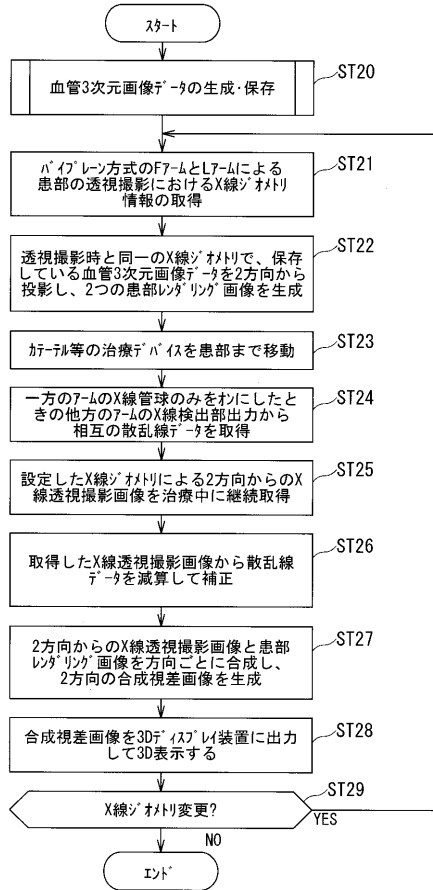 スタート
血管3次元画像データの生成・保存
ST20
バイプレーン方式のFアームとLアームによる
患部の透視撮影におけるX線ジオメトリ
情報の取得
ST21
透視撮影時と同一のX線ジオメトリで、保存
している血管3次元画像データを2方向から
投影し、2つの患部レンダリング画像を生成
ST22
カテーテル等の治療デバイスを患部まで移動
ST23
一方のアームのX線管球のみをオンにしたと
きの他方のアームのX線検出部出力から
相互の散乱線データを取得
ST24
設定したX線ジオメトリによる2方向からのX
線透視撮影画像を治療中に継続取得
ST25
取得したX線透視撮影画像から散乱線
データを減算して補正
ST26
2方向からのX線透視撮影画像と患部
レンダリング画像を方向ごとに合成し、
2方向の合成視差画像を生成
ST27
合成視差画像を3Dディスプレイ装置に出力
して3D表示する
ST28
X線ジオメトリ変更?
ST29
YES
NO
エンド